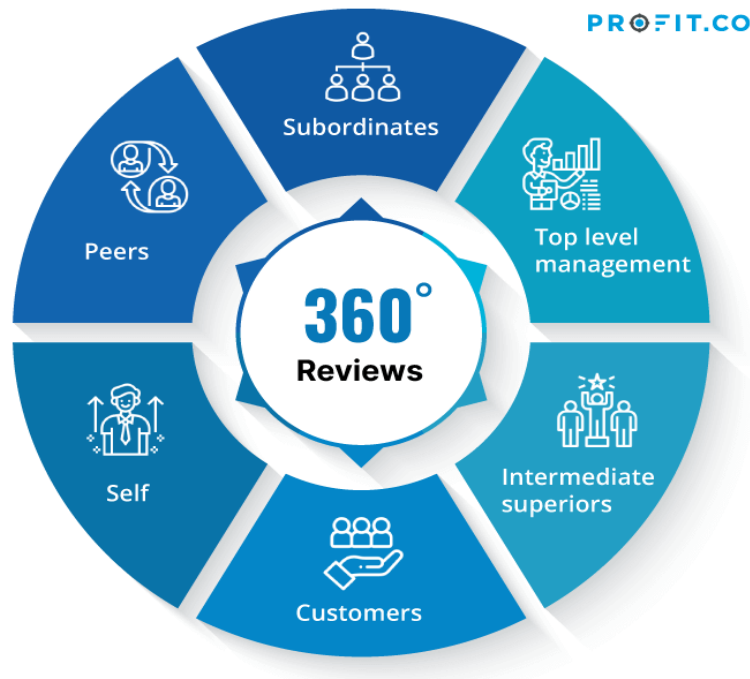 PROFIT.CO
Subordinates
Top level
management
Intermediate
superiors
Customers
Self
Peers
360°
Reviews